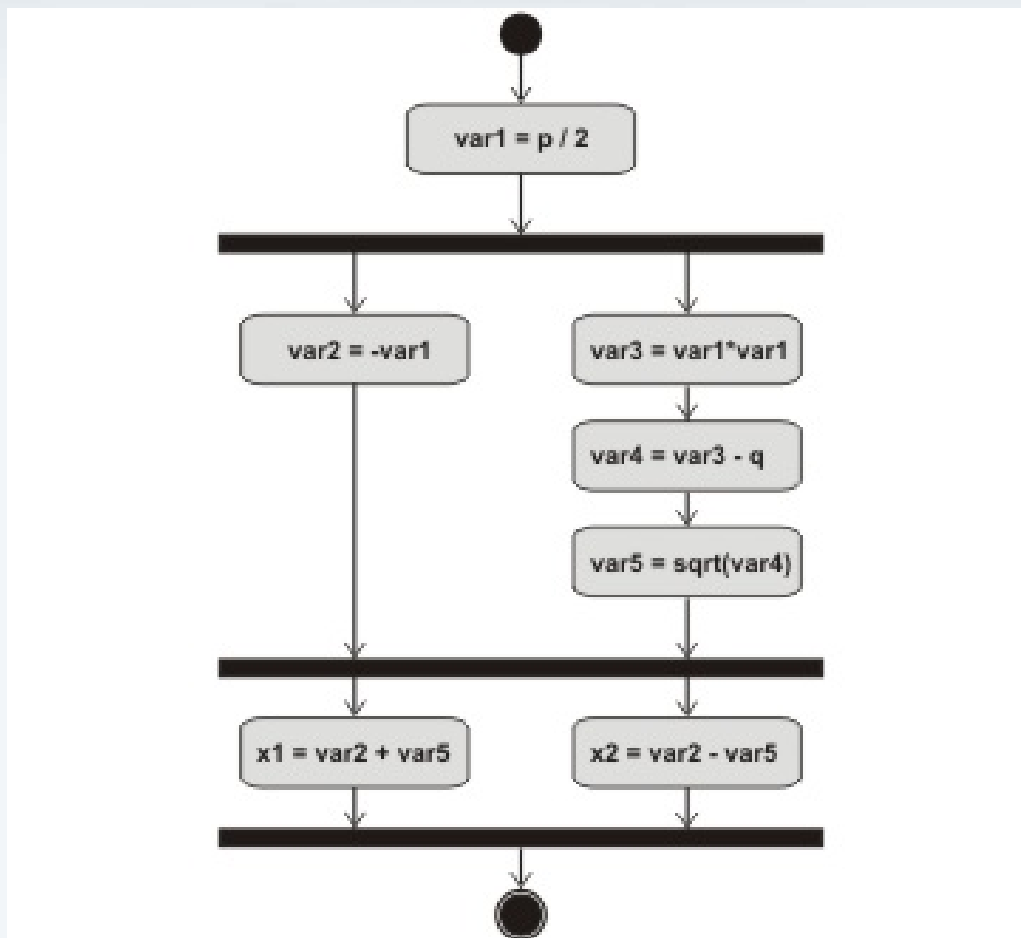 var1 = p / 2
var2 = -var1
var3 = var1*var1
var4 = var3 - q
var5 = sqrt(var4)
x1 = var2 + var5
x2 = var2 - var5